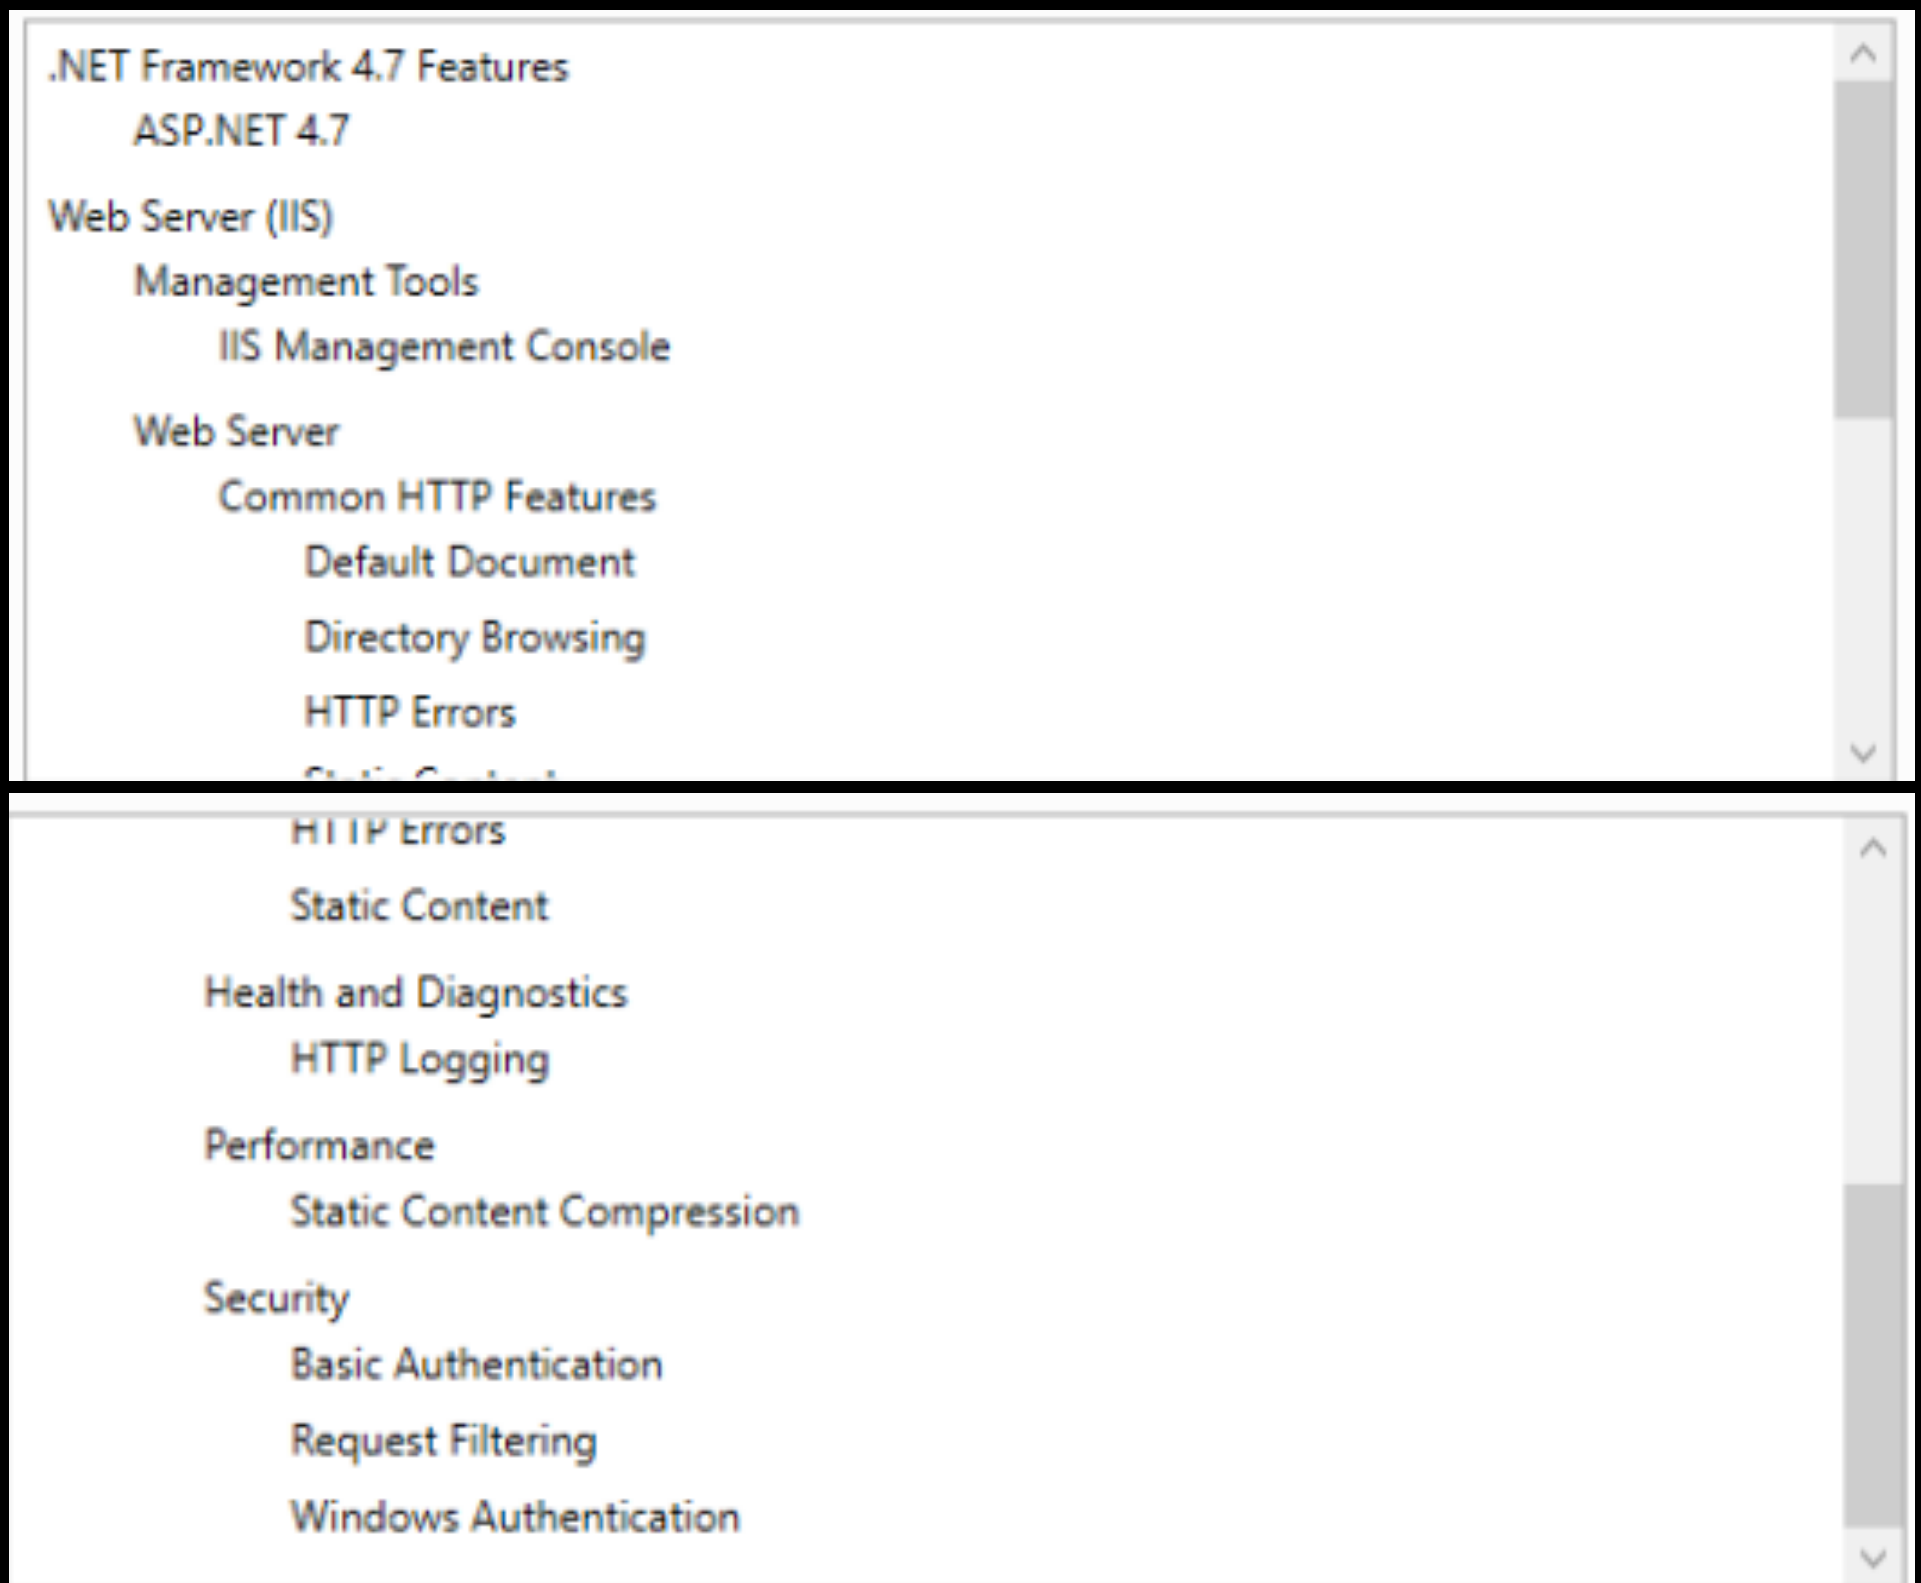 .NET Framework 4.7 Features
ASP.NET 4.7
Web Server (IIS)
Management Tools
IIS Management Console
Web Server
Common HTTP Features
Default Document
Directory Browsing
HTTP Errors
Static Content
HTTP Errors
Static Content
Health and Diagnostics
HTTP Logging
Performance
Static Content Compression
Security
Basic Authentication
Request Filtering
Windows Authentication